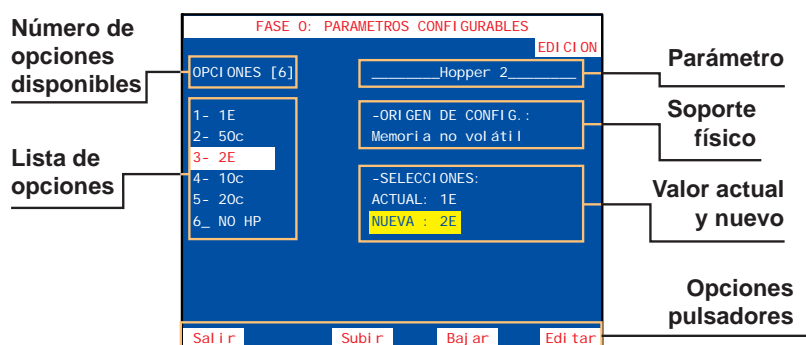 Número de
opciones
disponibles
Lista de
opciones
FASE 0: PARAMETROS CONFIGURABLES
EDICION
OPCIONES [6]
________Hopper 2________
1- 1E
2- 50c
3- 2E
4- 10c
5- 20c
6_ NO HP
-ORIGEN DE CONFIG.:
Memoria no volátil
-SELECCIONES:
ACTUAL: 1E
NUEVA : 2E
Salir Subir Bajar Editar
Parámetro
Soporte
físico
Valor actual
y nuevo
Opciones
pulsadores